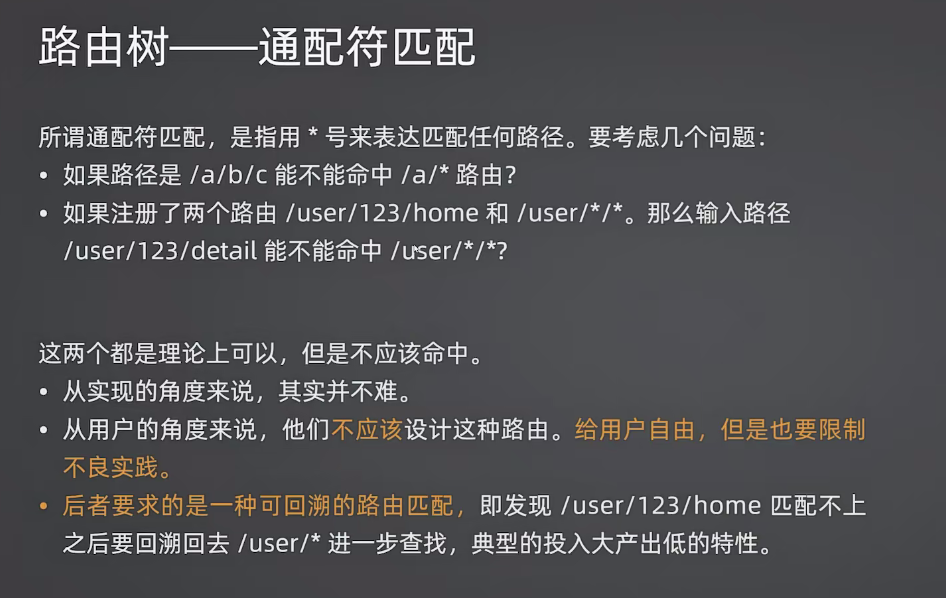 路由树——通配符匹配
所谓通配符匹配，是指用 * 号来表达匹配任何路径。要考虑几个问题：
• 如果路径是 /a/b/c 能不能命中 /a/* 路由？
• 如果注册了两个路由 /user/123/home 和 /user/*/*。那么输入路径
/user/123/detail 能不能命中 /user/*/*?
这两个都是理论上可以，但是不应该命中。
• 从实现的角度来说，其实并不难。
• 从用户的角度来说，他们不应该设计这种路由。给用户自由，但是也要限制
不良实践。
• 后者要求的是一种可回溯的路由匹配，即发现 /user/123/home 匹配不上
之后要回溯回去 /user/* 进一步查找，典型的投入大产出低的特性。